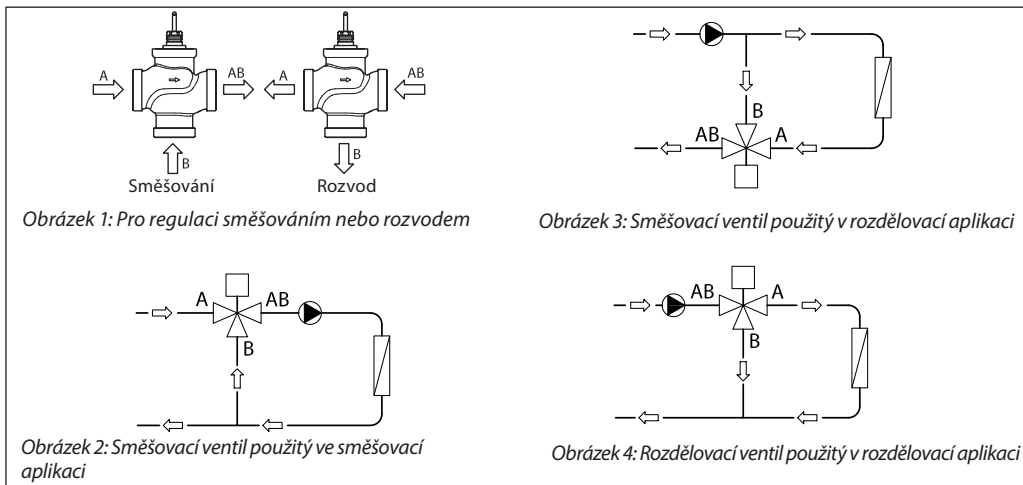 A
AB
B
Směšování
A
AB
B
Rozvod
Obrázek 1: Pro regulaci směšováním nebo rozvodem
B
AB
A
Obrázek 3: Směšovací ventil použitý v rozdělovací aplikaci
A
AB
B
Obrázek 2: Směšovací ventil použitý ve směšovací
aplikaci
AB
A
B
Obrázek 4: Rozdělovací ventil použitý v rozdělovací aplikaci